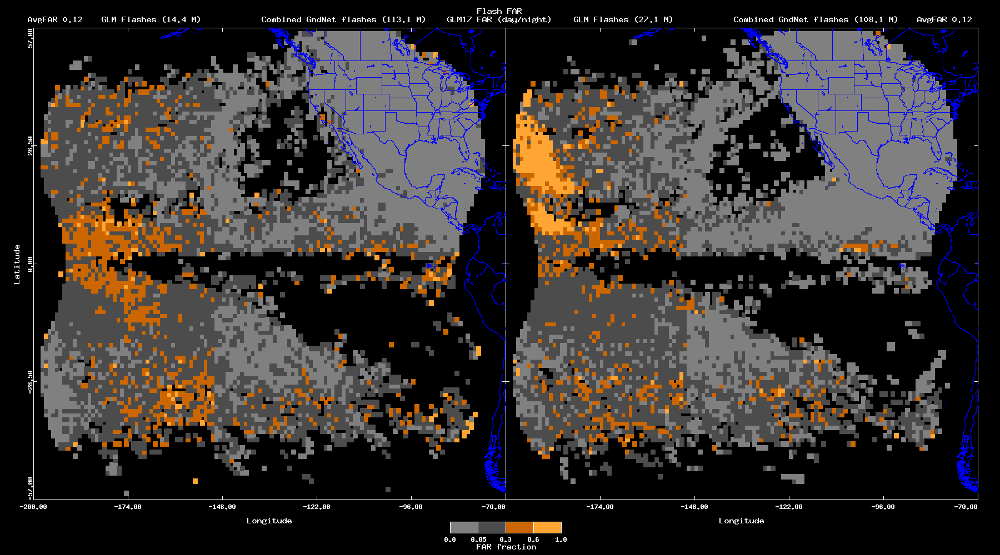 Flash FAR
AvgFAR 0.12 GLM Flashes (14.4 M) Combined GndNet flashes (113.1 M) GLM17 FAR (day/night) GLM Flashes (27.1 M) Combined GndNet flashes (108.1 M) AvgFAR 0.12
57.00
28.50
0.00
-28.50
-57.00
Latitude
-200.00 -174.00 -148.00 -122.00 -96.00 -70.00 -174.00 -148.00 -122.00 -96.00 -70.00
Longitude Longitude
0.0 0.05 0.3 0.6 1.0
FAR fraction